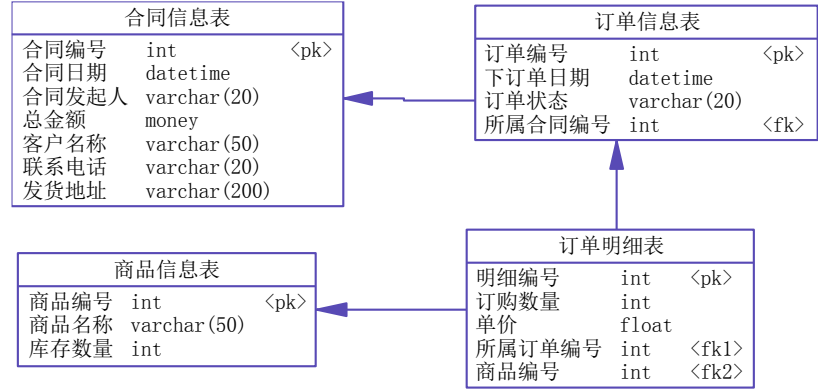 合同信息表
合同编号 int <pk>
合同日期 datetime
合同发起人 varchar(20)
总金额 money
客户名称 varchar(50)
联系电话 varchar(20)
发货地址 varchar(200)
订单信息表
订单编号 int <pk>
下订单日期 datetime
订单状态 varchar(20)
所属合同编号 int <fk>
商品信息表
商品编号 int <pk>
商品名称 varchar(50)
库存数量 int
订单明细表
明细编号 int <pk>
订购数量 int
单价 float
所属订单编号 int <fk1>
商品编号 int <fk2>